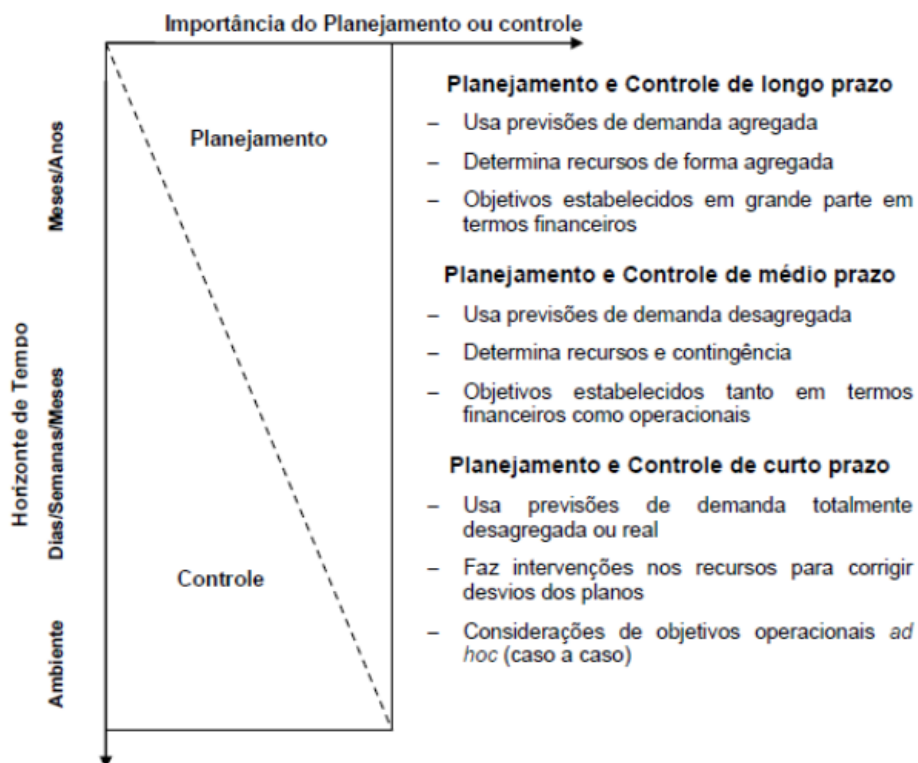 Importância do Planejamento ou controle
Planejamento
Controle
Horizonte de Tempo
Meses/Anos
Dias/Semanas/Meses
Ambiente
Planejamento e Controle de longo prazo
– Usa previsões de demanda agregada
– Determina recursos de forma agregada
– Objetivos estabelecidos em grande parte em
termos financeiros
Planejamento e Controle de médio prazo
– Usa previsões de demanda desagregada
– Determina recursos e contingência
– Objetivos estabelecidos tanto em termos
financeiros como operacionais
Planejamento e Controle de curto prazo
– Usa previsões de demanda totalmente
desagregada ou real
– Faz intervenções nos recursos para corrigir
desvios dos planos
– Considerações de objetivos operacionais ad
hoc (caso a caso)